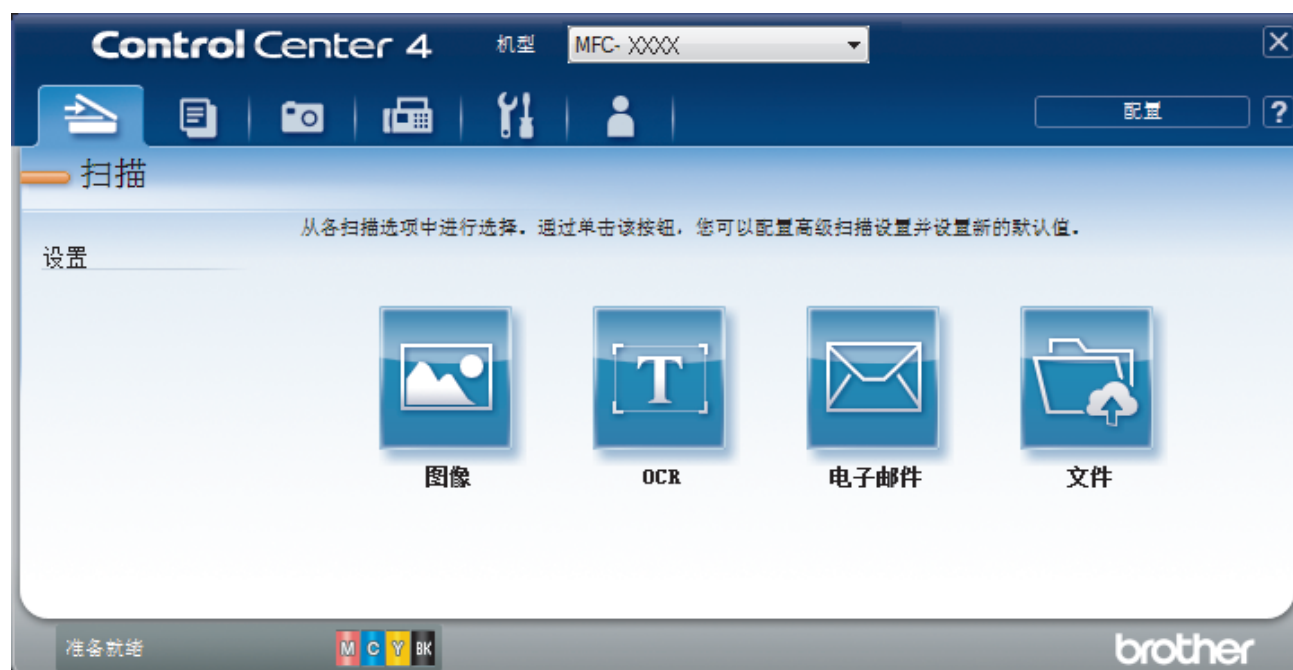 Control Center 4 机型 MFC- XXXX
配置 ?
扫描
从各扫描选项中进行选择。通过单击该按钮，您可以配置高级扫描设置并设置新的默认值。
设置
T
图像 OCR 电子邮件 文件
准备就绪 M C Y BK brother